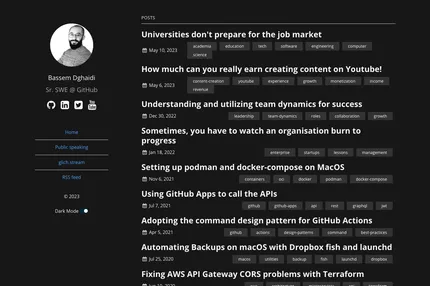 Bassem Dghaidi
Sr. SWE @ GitHub
Home
Public speaking
glich.stream
RSS feed
© 2023
Dark Mode
POSTS
Universities don't prepare for the job market
May 10, 2023
academia education tech software engineering computer
science
How much can you really earn creating content on Youtube!
May 6, 2023
content-creation youtube experience growth monetization income
revenue
Understanding and utilizing team dynamics for success
Dec 30, 2022
leadership team-dynamics roles collaboration growth
Sometimes, you have to watch an organisation burn to
progress
Jan 18, 2022
enterprise startups lessons management
Setting up podman and docker-compose on MacOS
Nov 6, 2021
containers oci docker podman docker-compose
Using GitHub Apps to call the APIs
Jul 7, 2021
github github-apps api rest graphql jwt
Adopting the command design pattern for GitHub Actions
Jun 5, 2021
github actions design-patterns command best-practices
Automating Backups on macOS with Dropbox fish and launchd
Jul 25, 2020
macos utilities backup fish launchd dropbox
Fixing AWS API Gateway CORS problems with Terraform